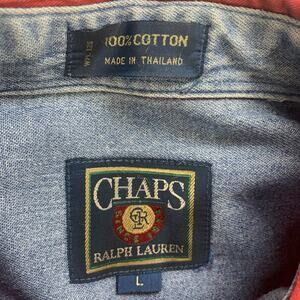 100% COTTON
MADE IN THAILAND
CHAPS
RALPH LAUREN
L